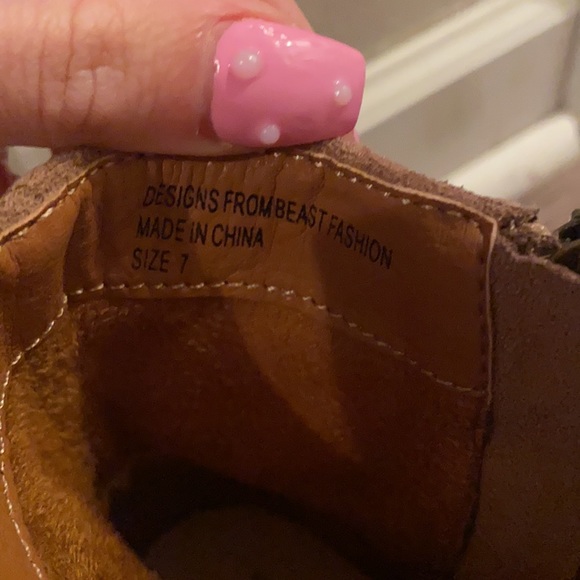 DESIGNS FROM BEAST FASHION
MADE IN CHINA
SIZE 7